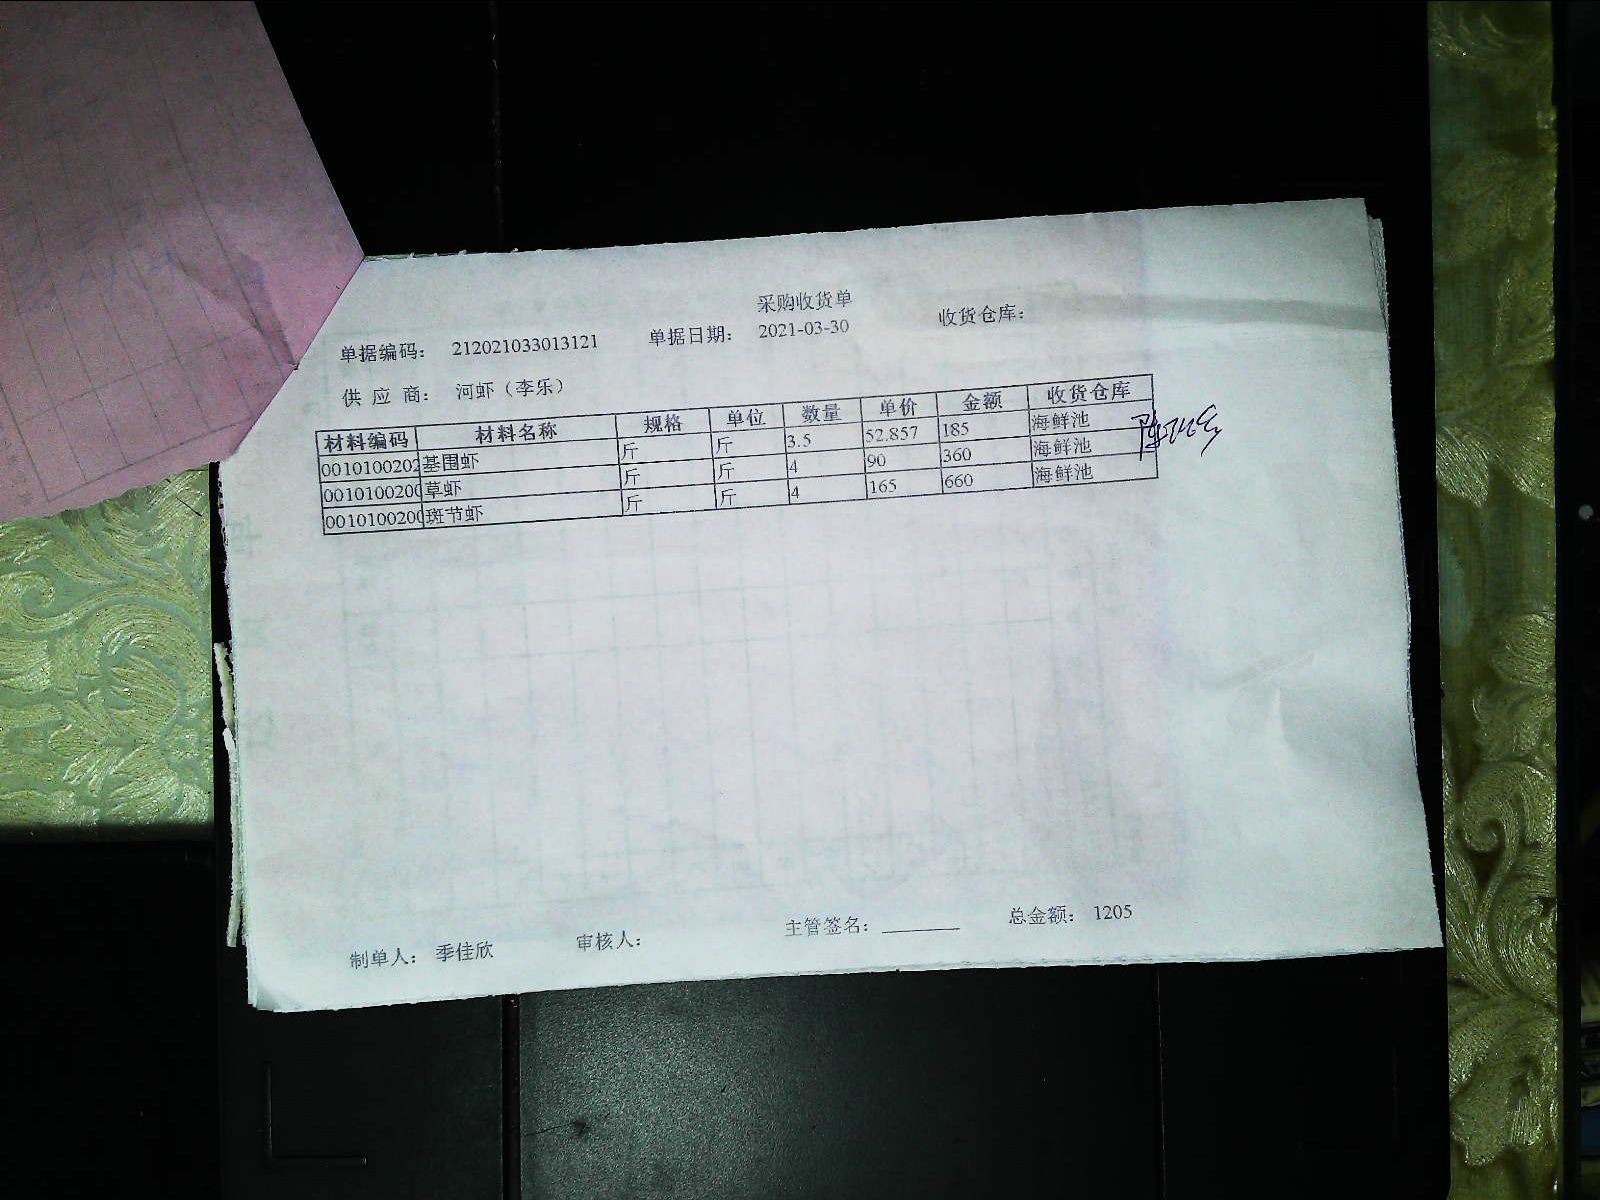 采购收货单
单据编码： 212021033013121 单据日期： 2021-03-30 收货仓库：
供 应 商： 河虾（李乐）
材料编码 材料名称 规格 单位 数量 单价 金额 收货仓库
0010100202 基围虾 斤 斤 3.5 52.857 185 海鲜池
001010020 草虾 斤 斤 4 90 360 海鲜池
001010020 斑节虾 斤 斤 4 165 660 海鲜池
制单人： 季佳欣 审核人： 主管签名： 总金额： 1205